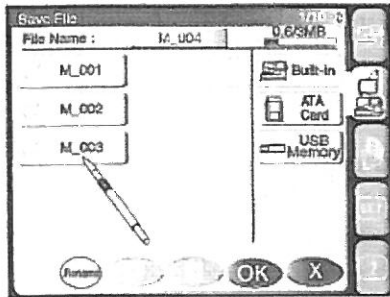 Save File
File Name : M_004 0.6/3MB
M_001 Built-in
M_002 ATA Card
M_003 USB Memory
Rename OK X